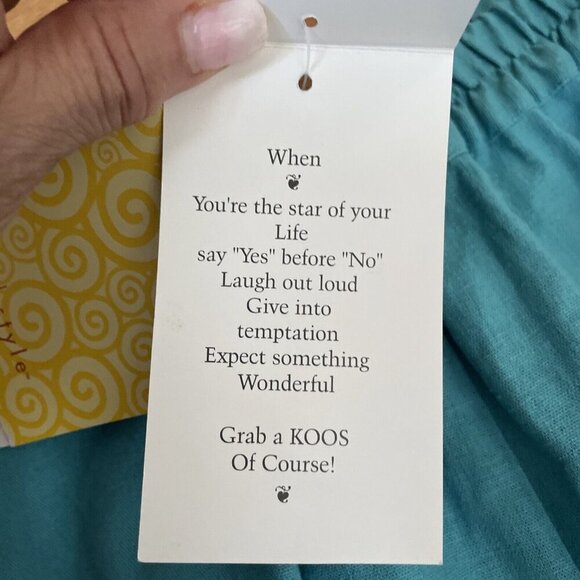 When
You're the star of your
Life
say "Yes" before "No"
Laugh out loud
Give into
temptation
Expect something
Wonderful
Grab a KOOS
Of Course!